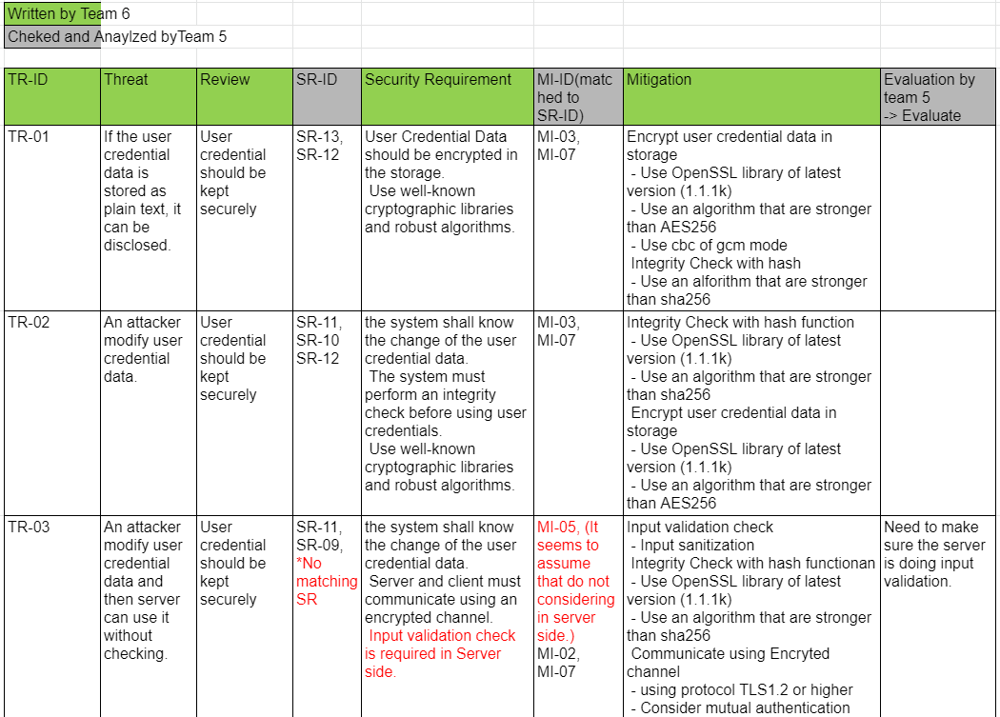 Written by Team 6
Cheked and Anaylzed byTeam 5
TR-ID
Threat
Review
SR-ID
Security Requirement
MI-ID(matc
hed to
SR-ID)
Mitigation
Evaluation by
team 5
-> Evaluate
TR-01
If the user
credential
data is
stored as
plain text, it
can be
disclosed.
User
credential
should be
kept
securely
SR-13,
SR-12
User Credential Data
should be encrypted in
the storage.
Use well-known
cryptographic libraries
and robust algorithms.
MI-03,
MI-07
Encrypt user credential data in
storage
- Use OpenSSL library of latest
version (1.1.1k)
- Use an algorithm that are stronger
than AES256
- Use cbc of gcm mode
Integrity Check with hash
- Use an alforithm that are stronger
than sha256
TR-02
An attacker
modify user
credential
data.
User
credential
should be
kept
securely
SR-11,
SR-10
SR-12
the system shall know
the change of the user
credential data.
The system must
perform an integrity
check before using user
credentials.
Use well-known
cryptographic libraries
and robust algorithms.
MI-03,
MI-07
Integrity Check with hash function
- Use OpenSSL library of latest
version (1.1.1k)
- Use an algorithm that are stronger
than sha256
Encrypt user credential data in
storage
- Use OpenSSL library of latest
version (1.1.1k)
- Use an algorithm that are stronger
than AES256
TR-03
An attacker
modify user
credential
data and
then server
can use it
without
checking.
User
credential
should be
kept
securely
SR-11,
SR-09,
*No
matching
SR
the system shall know
the change of the user
credential data.
Server and client must
communicate using an
encrypted channel.
Input validation check
is required in Server
side.
MI-05, (It
seems to
assume
that do not
considering
in server
side.)
MI-02,
MI-07
Input validation check
- Input sanitization
Integrity Check with hash functionan
- Use OpenSSL library of latest
version (1.1.1k)
- Use an algorithm that are stronger
than sha256
Communicate using Encryted
channel
- using protocol TLS1.2 or higher
- Consider mutual authentication
Need to make
sure the server
is doing input
validation.